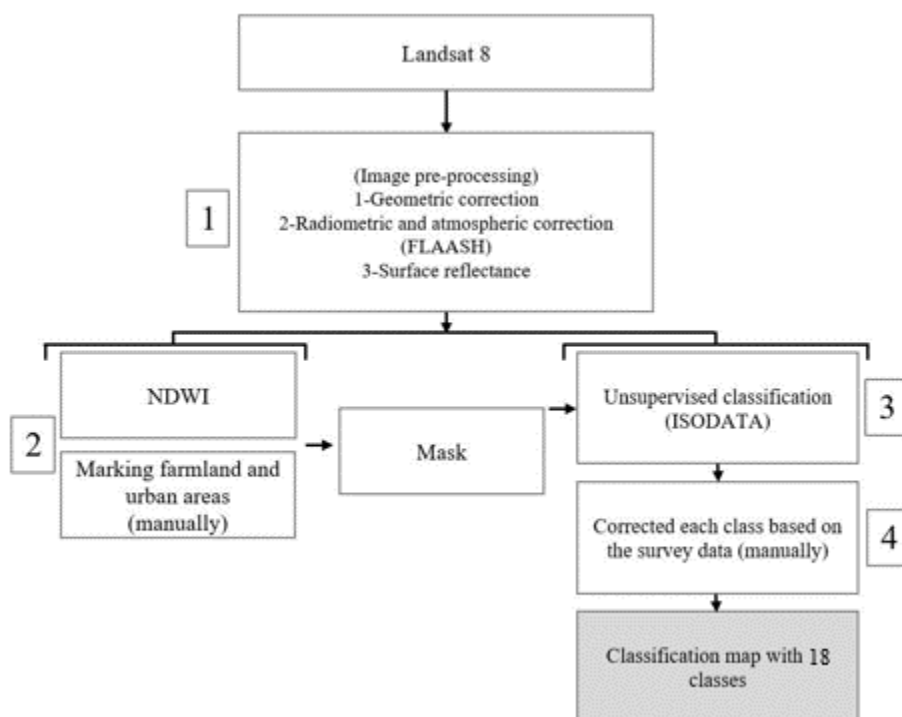 Landsat 8
1
(Image pre-processing)
1-Geometric correction
2-Radiometric and atmospheric correction
(FLAASH)
3-Surface reflectance
2
NDWI
Marking farmland and
urban areas
(manually)
Mask
Unsupervised classification
(ISODATA)
3
Corrected each class based on
the survey data (manually)
4
Classification map with 18
classes